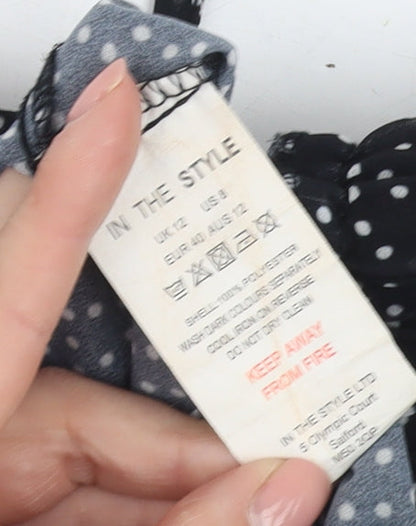 IN THE STYLE
UK 12 US 8
EUR 40 AUS 12
SHELL: 100% POLYESTER
WASH DARK COLOURS SEPARATELY
COOL IRON ON REVERSE
DO NOT DRY CLEAN
KEEP AWAY
FROM FIRE
IN THE STYLE LTD
5 Olympic Court
Salford
M50 2QP